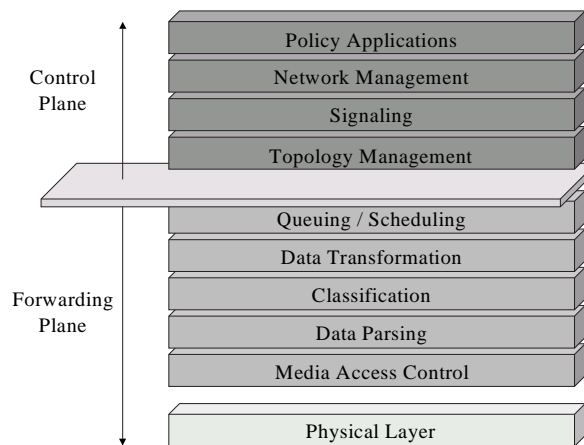 Policy Applications
Control
Plane
Network Management
Signaling
Topology Management
Queuing / Scheduling
Data Transformation
Forwarding
Plane
Classification
Data Parsing
Media Access Control
Physical Layer